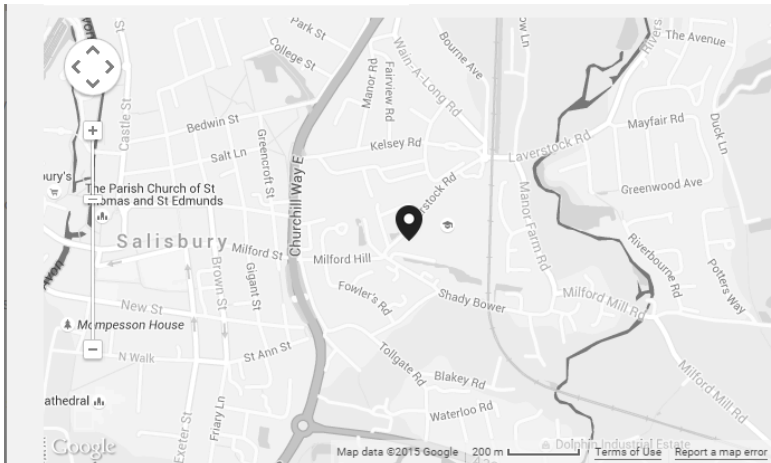 Park St
College St
Castle St
Bedwin St
Salt Ln
Greencroft St
Churchill Way E
Manor Rd
Fairview Rd
Wain-A-Long Rd
Bourne Ave
Kelsey Rd
Laverstock Rd
The Avenue
Mayfair Rd
Duck Ln
Greenwood Ave
Manor Farm Rd
Riverbourne Rd
Potters Way
ury's
The Parish Church of St
omas and St Edmunds
Salisbury
Milford St
Milford Hill
Brown St
Gigant St
New St
Mompesson House
N Walk
St Ann St
Fowler's Rd
Shady Bower
Milford Mill Rd
Tollgate Rd
Blakey Rd
Waterloo Rd
athedral
Exeter St
Friary Ln
Dolphin Industrial Estate
Google
Map data ©2015 Google
200 m
Terms of Use
Report a map error